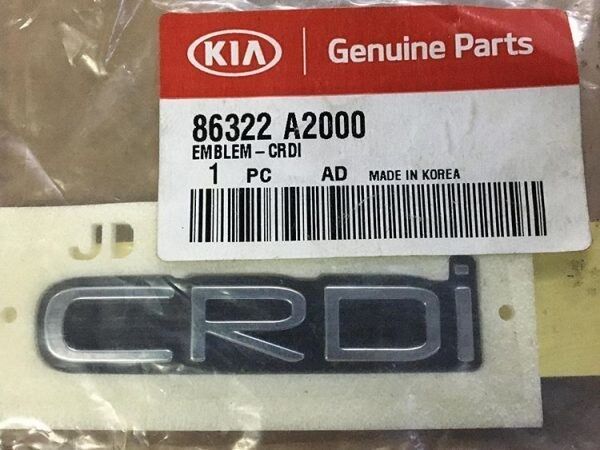 KIA Genuine Parts
86322 A2000
EMBLEM-CRDI
1 PC AD MADE IN KOREA
JD
CRDi